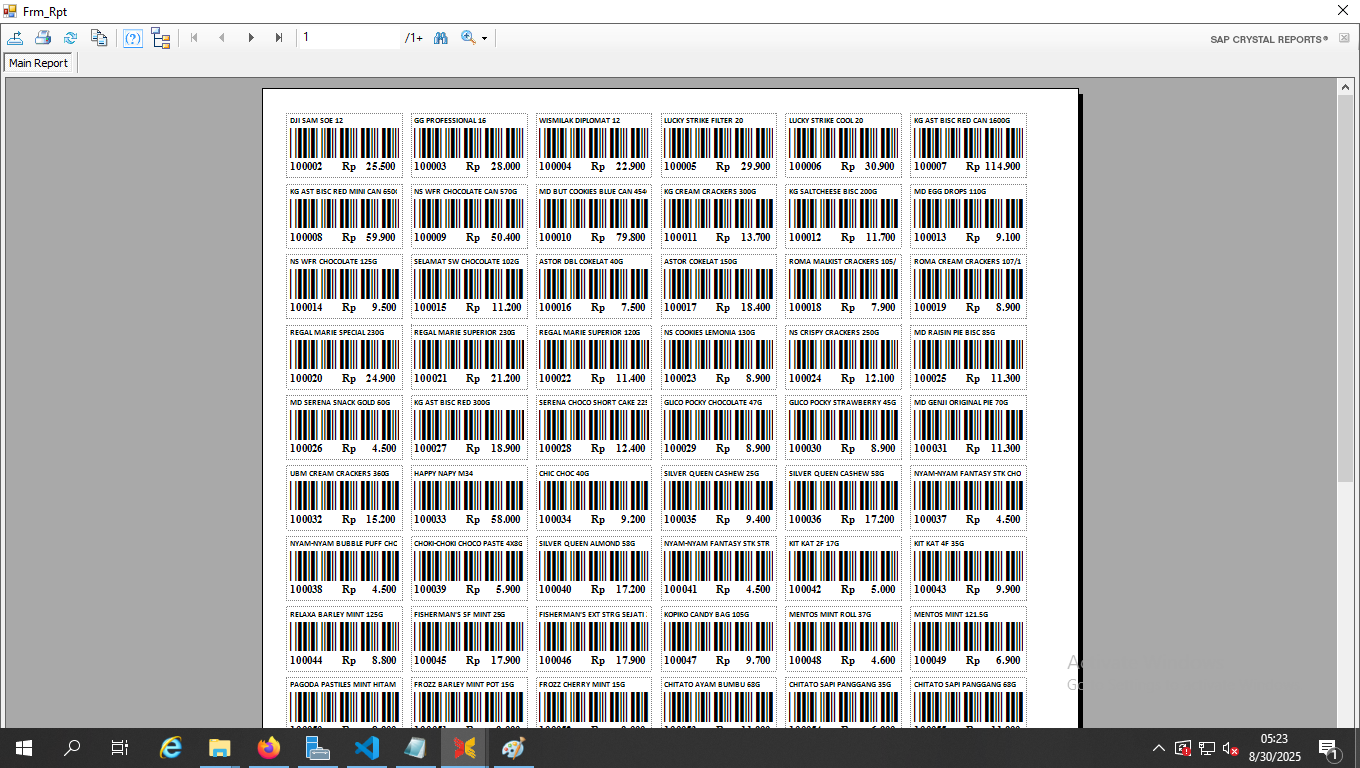 Frm_Rpt
1 /1+ SAP CRYSTAL REPORTS®
Main Report
DJI SAM SOE 12 GG PROFESSIONAL 16 WISMILAK DIPLOMAT 12 LUCKY STRIKE FILTER 20 LUCKY STRIKE COOL 20 KG AST BISC RED CAN 1600G
100002 Rp 25.500 100003 Rp 28.000 100004 Rp 22.900 100005 Rp 29.900 100006 Rp 30.900 100007 Rp 114.900
KG AST BISC RED MINI CAN 650G NS WFR CHOCOLATE CAN 570G MD BUT COOKIES BLUE CAN 454 KG CREAM CRACKERS 300G KG SALTCHEESE BISC 200G MD EGG DROPS 110G
100008 Rp 59.900 100009 Rp 50.400 100010 Rp 79.800 100011 Rp 13.700 100012 Rp 11.700 100013 Rp 9.100
NS WFR CHOCOLATE 125G SELAMAT SW CHOCOLATE 102G ASTOR DBL COKELAT 40G ASTOR COKELAT 150G ROMA MALKIST CRACKERS 105/ ROMA CREAM CRACKERS 107/1
100014 Rp 9.500 100015 Rp 11.200 100016 Rp 7.500 100017 Rp 18.400 100018 Rp 7.900 100019 Rp 8.900
REGAL MARIE SPECIAL 230G REGAL MARIE SUPERIOR 230G REGAL MARIE SUPERIOR 120G NS COOKIES LEMONIA 130G NS CRISPY CRACKERS 250G MD RAISIN PIE BISC 85G
100020 Rp 24.900 100021 Rp 21.200 100022 Rp 11.400 100023 Rp 8.900 100024 Rp 12.100 100025 Rp 11.300
MD SERENA SNACK GOLD 60G KG AST BISC RED 300G SERENA CHOCO SHORT CAKE 225 GLICO POCKY CHOCOLATE 47G GLICO POCKY STRAWBERRY 45G MD GENJI ORIGINAL PIE 70G
100026 Rp 4.500 100027 Rp 18.900 100028 Rp 12.400 100029 Rp 8.900 100030 Rp 8.900 100031 Rp 11.300
UBM CREAM CRACKERS 360G HAPPY NAPY M34 CHIC CHOC 40G SILVER QUEEN CASHEW 25G SILVER QUEEN CASHEW 58G NYAM-NYAM FANTASY STK CHO
100032 Rp 15.200 100033 Rp 58.000 100034 Rp 9.200 100035 Rp 9.400 100036 Rp 17.200 100037 Rp 4.500
NYAM-NYAM BUBBLE PUFF CHC CHOKI-CHOKI CHOCO PASTE 4X8G SILVER QUEEN ALMOND 58G NYAM-NYAM FANTASY STK STR KIT KAT 2F 17G KIT KAT 4F 35G
100038 Rp 4.500 100039 Rp 5.900 100040 Rp 17.200 100041 Rp 4.500 100042 Rp 5.000 100043 Rp 9.900
RELAXA BARLEY MINT 125G FISHERMAN'S SF MINT 25G FISHERMAN'S EXT STRG SEJATI KOPIKO CANDY BAG 105G MENTOS MINT ROLL 37G MENTOS MINT 121.5G
100044 Rp 8.800 100045 Rp 17.900 100046 Rp 17.900 100047 Rp 9.700 100048 Rp 4.600 100049 Rp 6.900
PAGODA PASTILES MINT HITAM FROZZ BARLEY MINT POT 15G FROZZ CHERRY MINT 15G CHITATO AYAM BUMBU 68G CHITATO SAPI PANGGANG 35G CHITATO SAPI PANGGANG 68G
05:23
8/30/2025
1